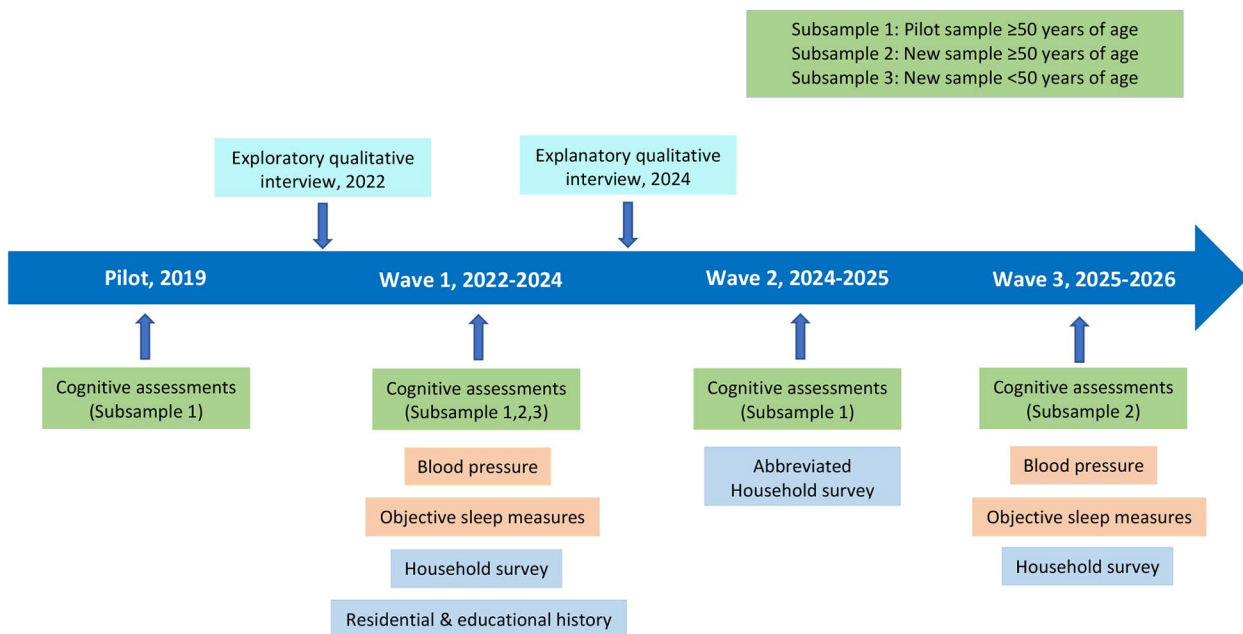 Subsample 1: Pilot sample ≥50 years of age
Subsample 2: New sample ≥50 years of age
Subsample 3: New sample <50 years of age
Exploratory qualitative
interview, 2022
Explanatory qualitative
interview, 2024
Pilot, 2019
Wave 1, 2022-2024
Wave 2, 2024-2025
Wave 3, 2025-2026
Cognitive assessments
(Subsample 1)
Cognitive assessments
(Subsample 1,2,3)
Blood pressure
Objective sleep measures
Household survey
Residential & educational history
Cognitive assessments
(Subsample 1)
Abbreviated
Household survey
Cognitive assessments
(Subsample 2)
Blood pressure
Objective sleep measures
Household survey